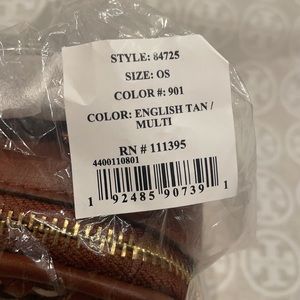 STYLE: 84725
SIZE: OS
COLOR #: 901
COLOR: ENGLISH TAN /
MULTI
RN # 111395
4400110801
1 92485 90739 1